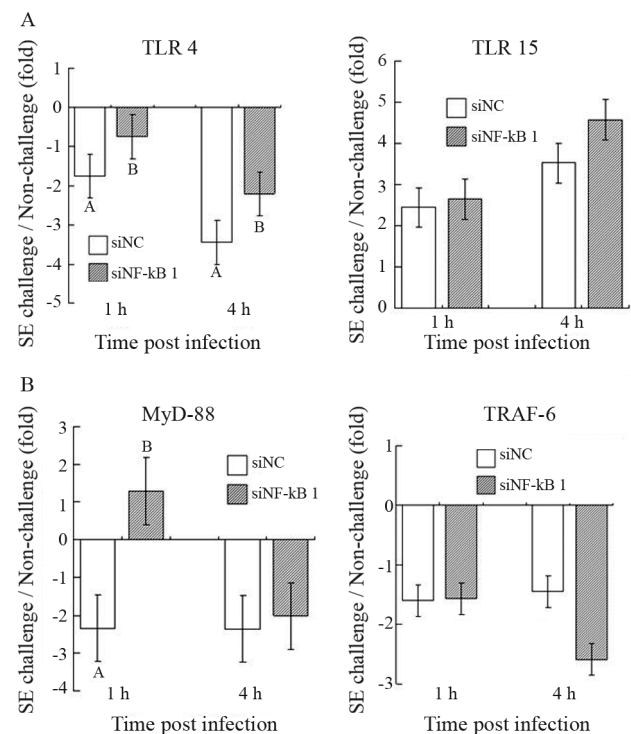 A
TLR 4
SE challenge / Non-challenge (fold)
1
0
-1
-2
-3
-4
-5
A
B
A
B
siNC
siNF-kB 1
1 h
4 h
Time post infection
TLR 15
SE challenge / Non-challenge (fold)
6
5
4
3
2
1
0
siNC
siNF-kB 1
1 h
4 h
Time post infection
B
MyD-88
SE challenge / Non-challenge (fold)
3
2
1
0
-1
-2
-3
-4
A
B
siNC
siNF-kB 1
1 h
4 h
Time post infection
TRAF-6
SE challenge / Non-challenge (fold)
1
0
-1
-2
-3
siNC
siNF-kB 1
1 h
4 h
Time post infection